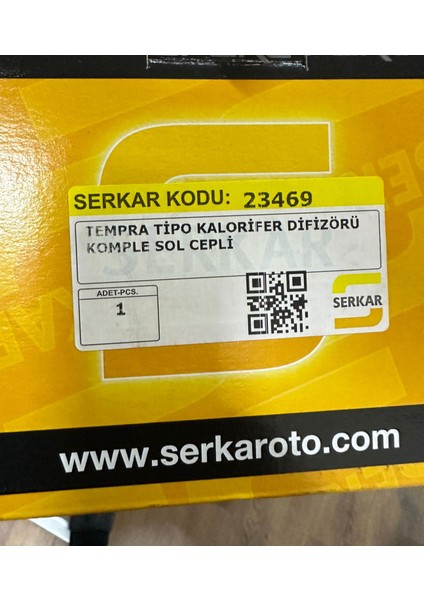 SERKAR KODU: 23469
TEMPRA TİPO KALORİFER DİFİZÖRÜ
KOMPLE SOL CEPLİ
SERKAR
ADET-PCS.
1
SERKAR
www.serkaroto.com